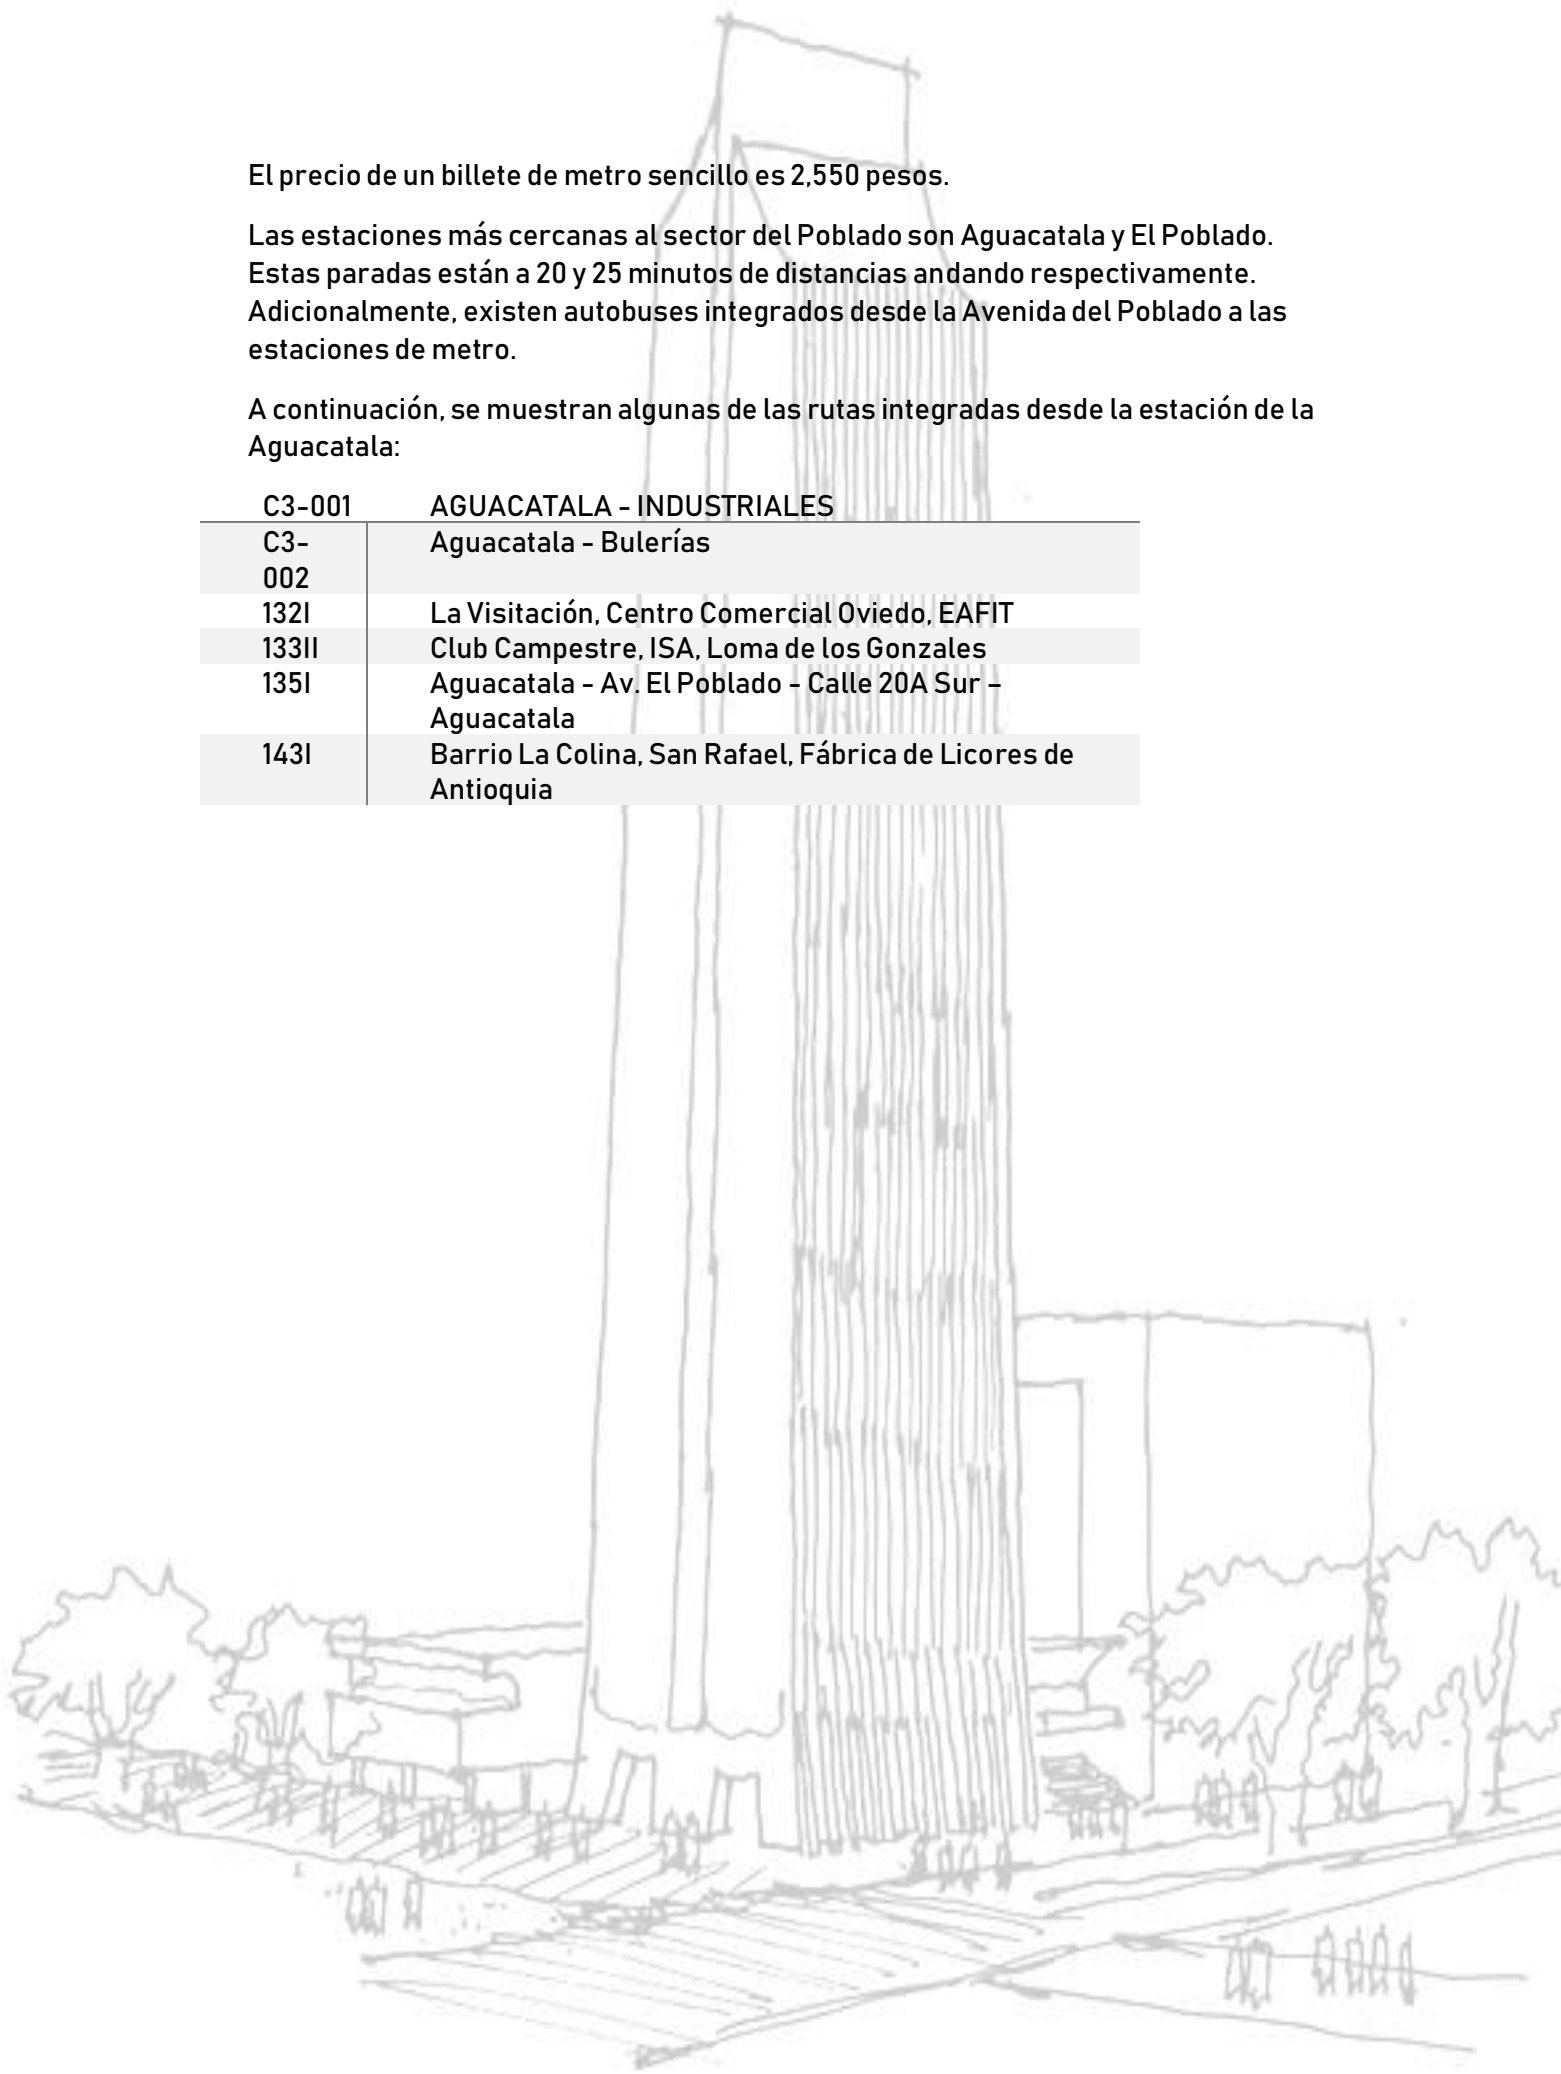 El precio de un billete de metro sencillo es 2,550 pesos.
Las estaciones más cercanas al sector del Poblado son Aguacatala y El Poblado.
Estas paradas están a 20 y 25 minutos de distancias andando respectivamente.
Adicionalmente, existen autobuses integrados desde la Avenida del Poblado a las
estaciones de metro.
A continuación, se muestran algunas de las rutas integradas desde la estación de la
Aguacatala:
C3-001 AGUACATALA - INDUSTRIALES
C3- Aguacatala - Bulerías
002
132I La Visitación, Centro Comercial Oviedo, EAFIT
133II Club Campestre, ISA, Loma de los Gonzales
135I Aguacatala - Av. El Poblado - Calle 20A Sur –
Aguacatala
143I Barrio La Colina, San Rafael, Fábrica de Licores de
Antioquia